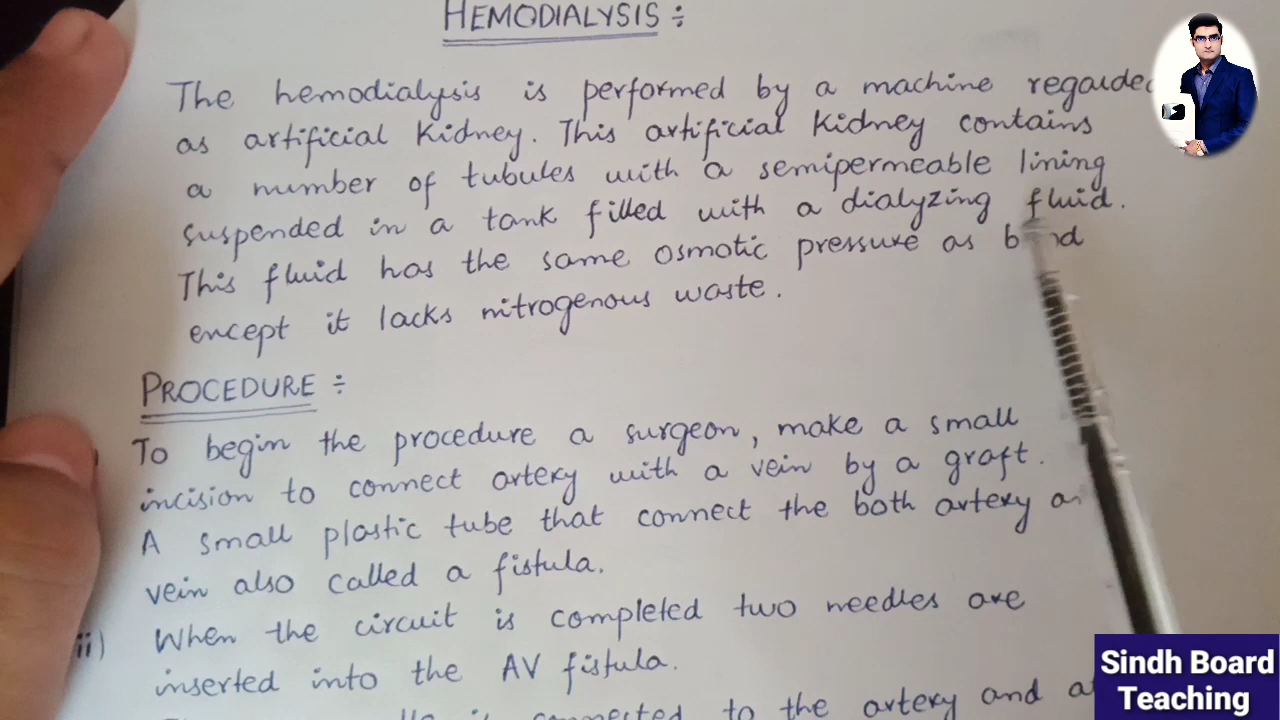 HEMODIALYSIS :
The hemodialysis is performed by a machine regarded
as artificial Kidney. This artificial Kidney contains
a number of tubules with a semipermeable lining
suspended in a tank filled with a dialyzing fluid.
This fluid has the same osmotic pressure as
encept it lacks nitrogenous waste.
PROCEDURE :
To begin the procedure a surgeon, make a small
incision to connect artery with a vein by a graft.
A small plastic tube that connect the both artery
vein also called a fistula.
ii) When the circuit is completed two needles are
inserted into the AV fistula.
connected to the artery and
Sindh Board
Teaching